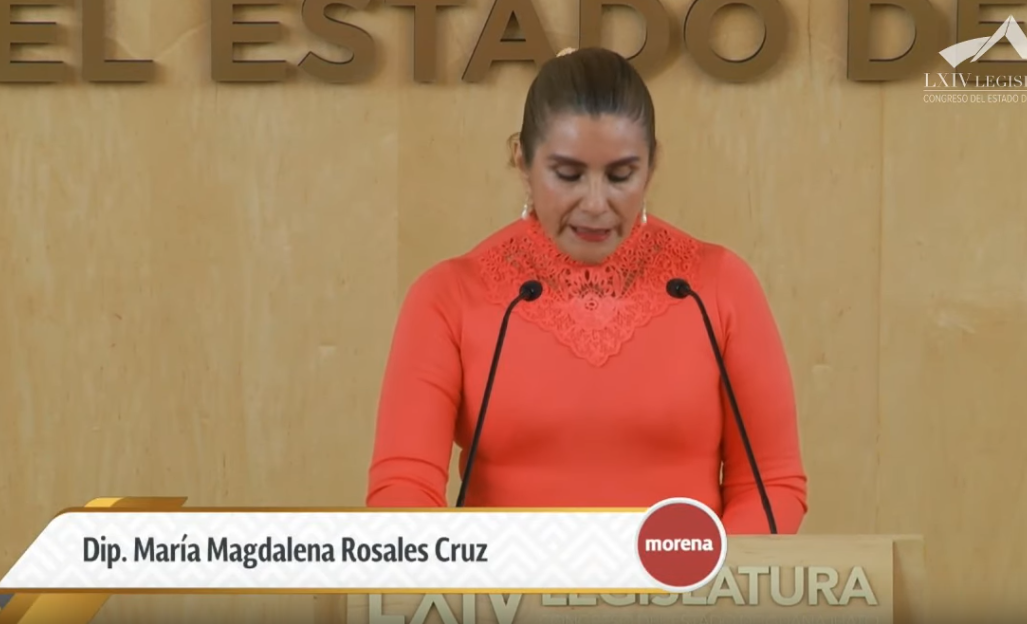 EL ESTADO DE
LXIV LEGIS
CONGRESO DEL ESTADO D
Dip. María Magdalena Rosales Cruz
morena
LXIV LEGISLATURA